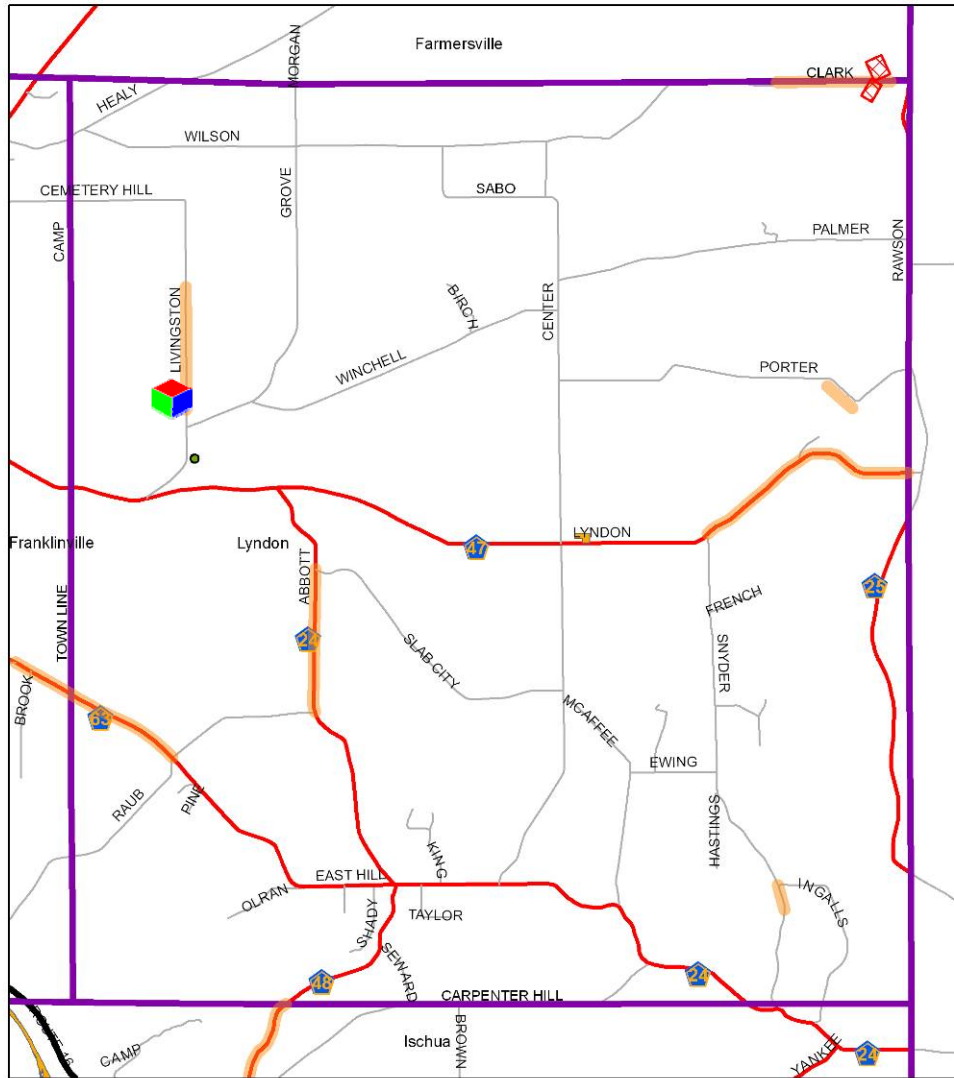 Farmersville
MORGAN
CLARK
HEALY
WILSON
CEMETERY HILL
GROVE
SABO
CAMP
PALMER
RAWSON
LIVINGSTON
BIRCH
CENTER
WINCHELL
PORTER
Franklinville
Lyndon
47
LYNDON
ABBOTT
25
TOWN LINE
24
FRENCH
SLAB CITY
SNYDER
BROOK
63
MCAFFEE
EWING
RAUB
PINE
HASTINGS
KING
EAST HILL
OLRAN
TAYLOR
INGALLS
SHADY
SEWARD
48
24
CARPENTER HILL
ROUTE 16
CAMP
Ischua
BROWN
YANKEE
24